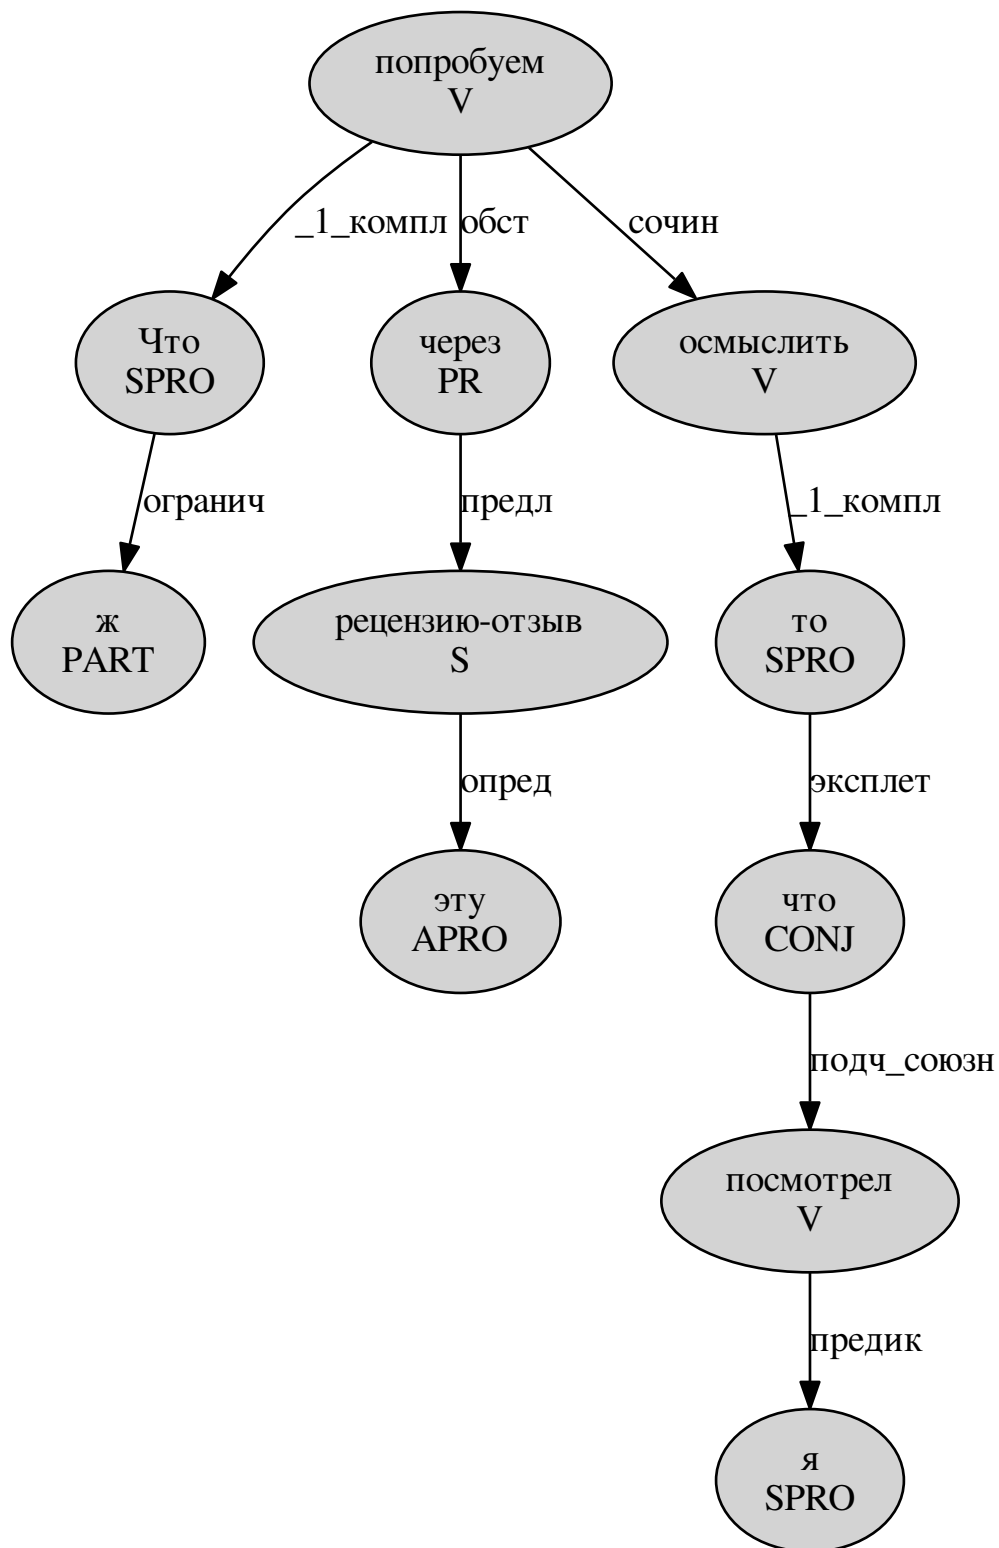 попробуем
V
_1_компл
обст
сочин
Что
SPRO
через
PR
осмыслить
V
огранич
предл
_1_компл
ж
PART
рецензию-отзыв
S
то
SPRO
опред
эксплет
эту
APRO
что
CONJ
подч_союзн
посмотрел
V
предик
я
SPRO